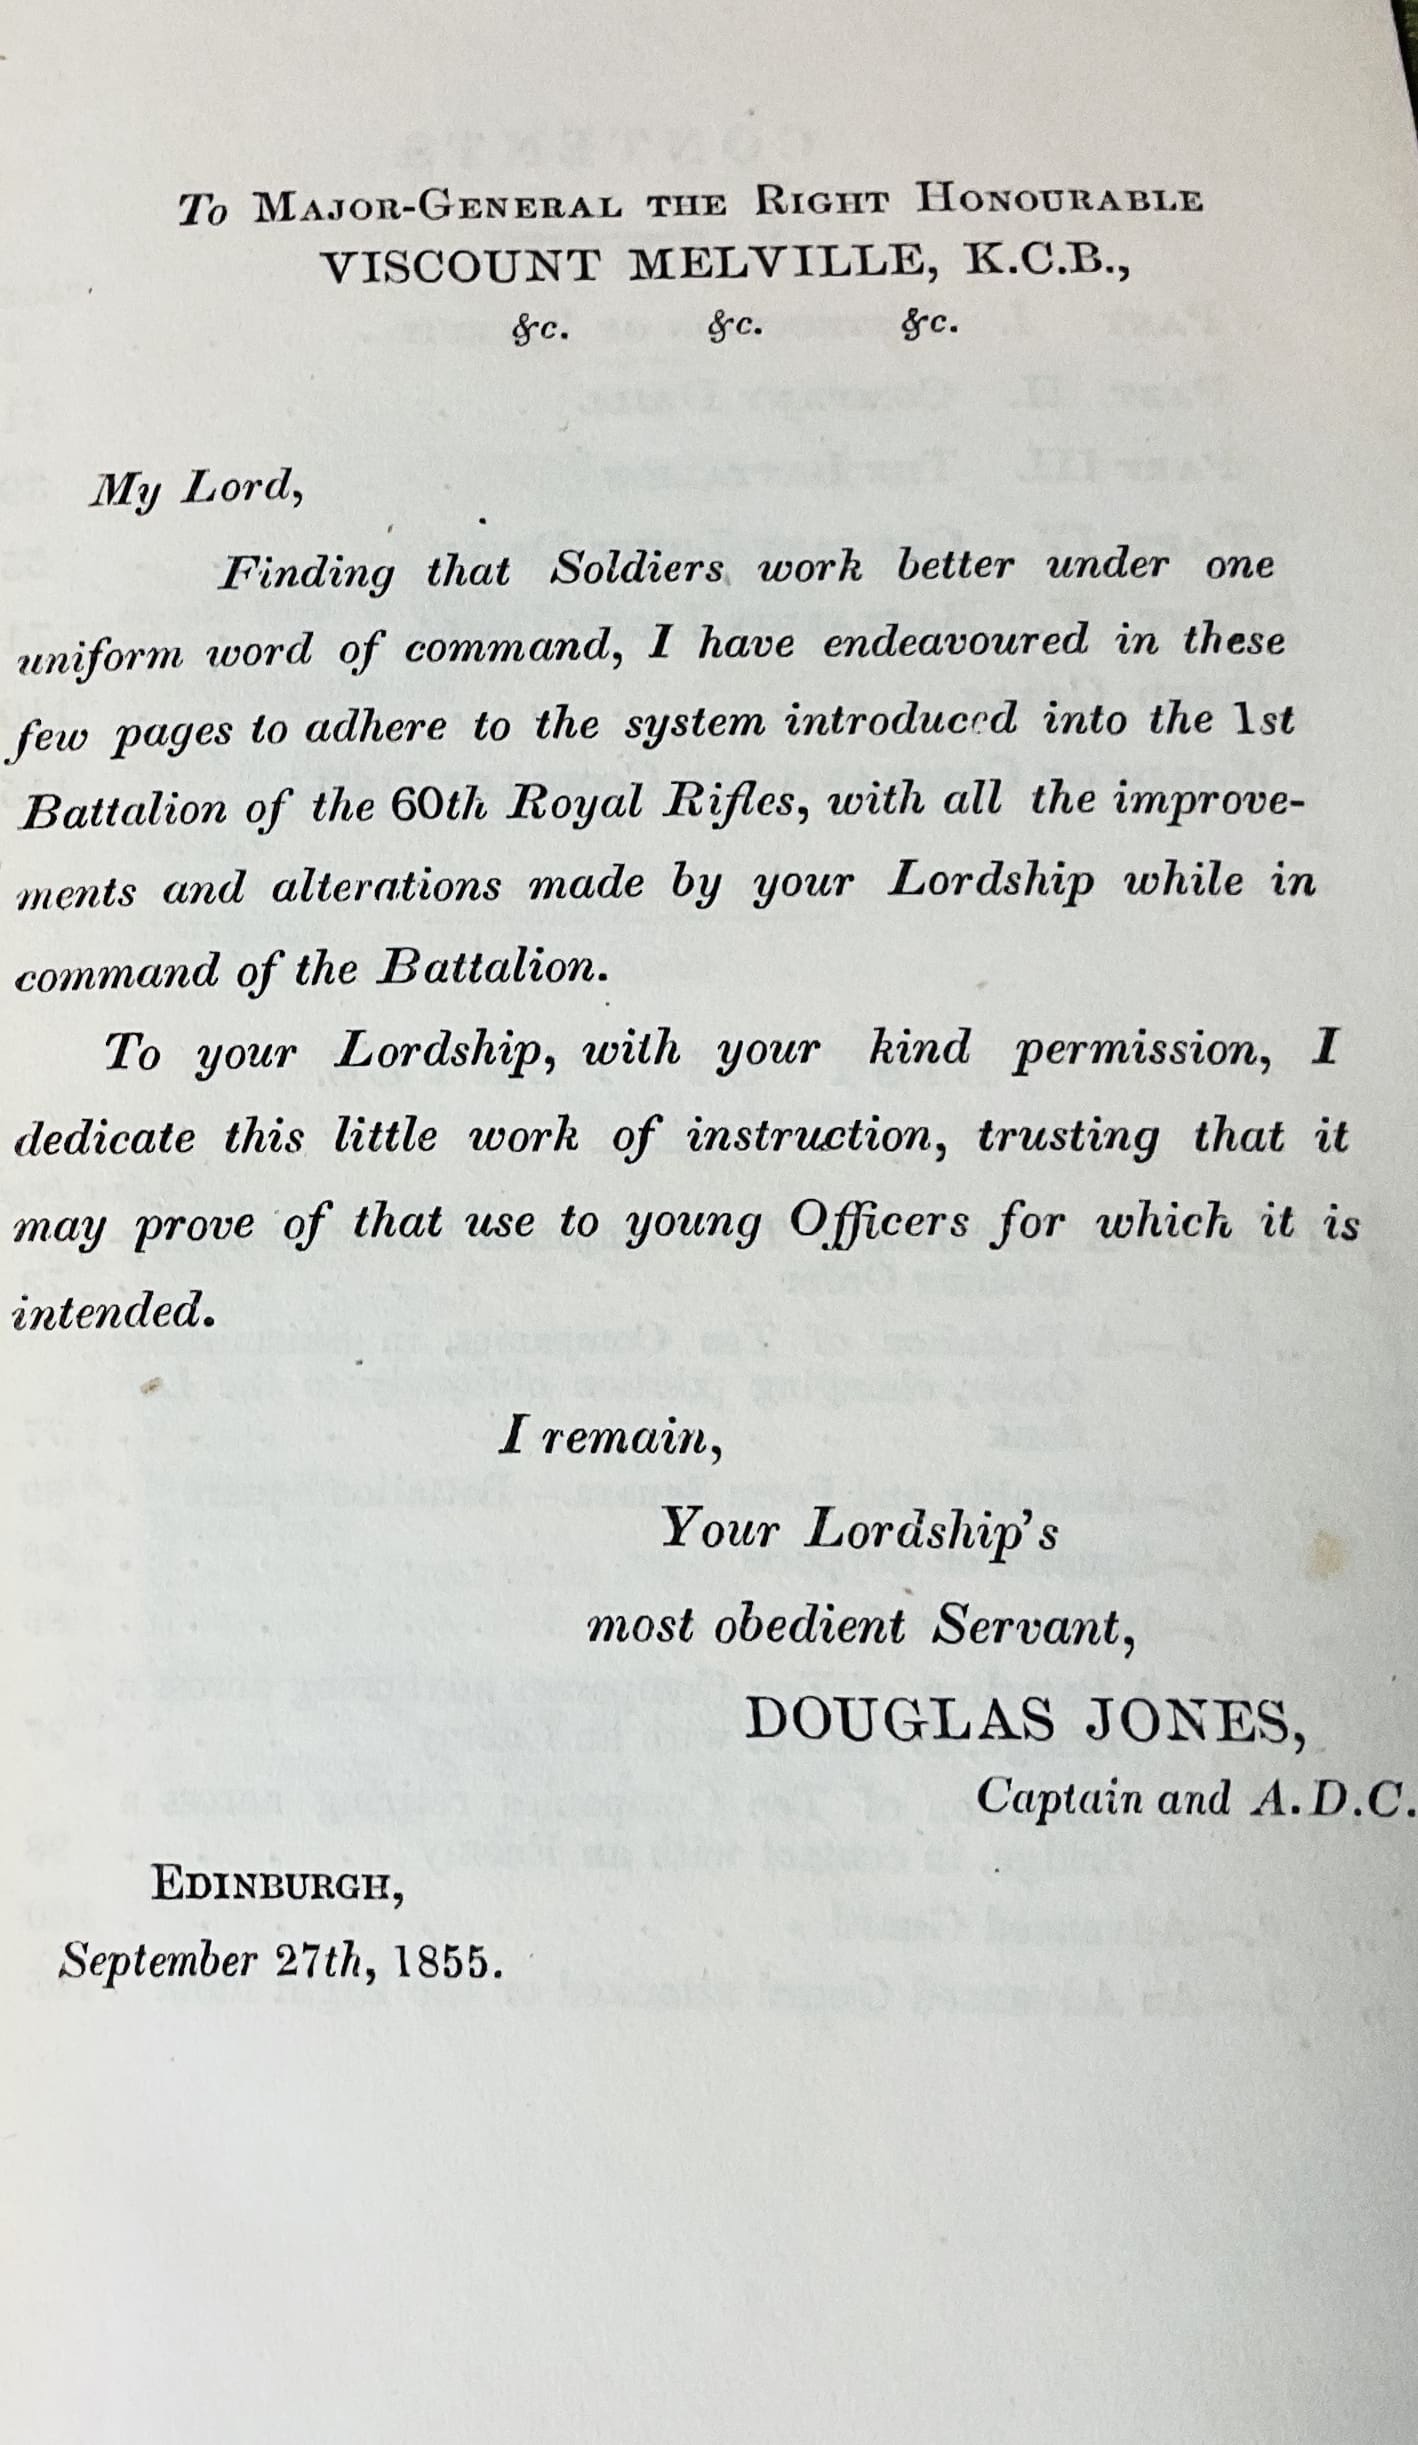 To Major-General the Right Honourable
VISCOUNT MELVILLE, K.C.B.,
&c. &c. &c.
My Lord,
Finding that Soldiers work better under one
uniform word of command, I have endeavoured in these
few pages to adhere to the system introduced into the 1st
Battalion of the 60th Royal Rifles, with all the improve-
ments and alterations made by your Lordship while in
command of the Battalion.
To your Lordship, with your kind permission, I
dedicate this little work of instruction, trusting that it
may prove of that use to young Officers for which it is
intended.
I remain,
Your Lordship's
most obedient Servant,
DOUGLAS JONES,
Captain and A.D.C.
Edinburgh,
September 27th, 1855.